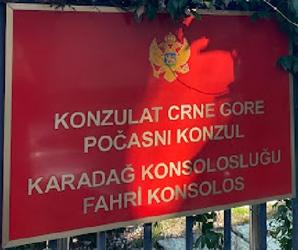 KONZULAT CRNE GORE
POČASNI KONZUL
KARADAĞ KONSOLOSLUĞU
FAHRİ KONSOLOS